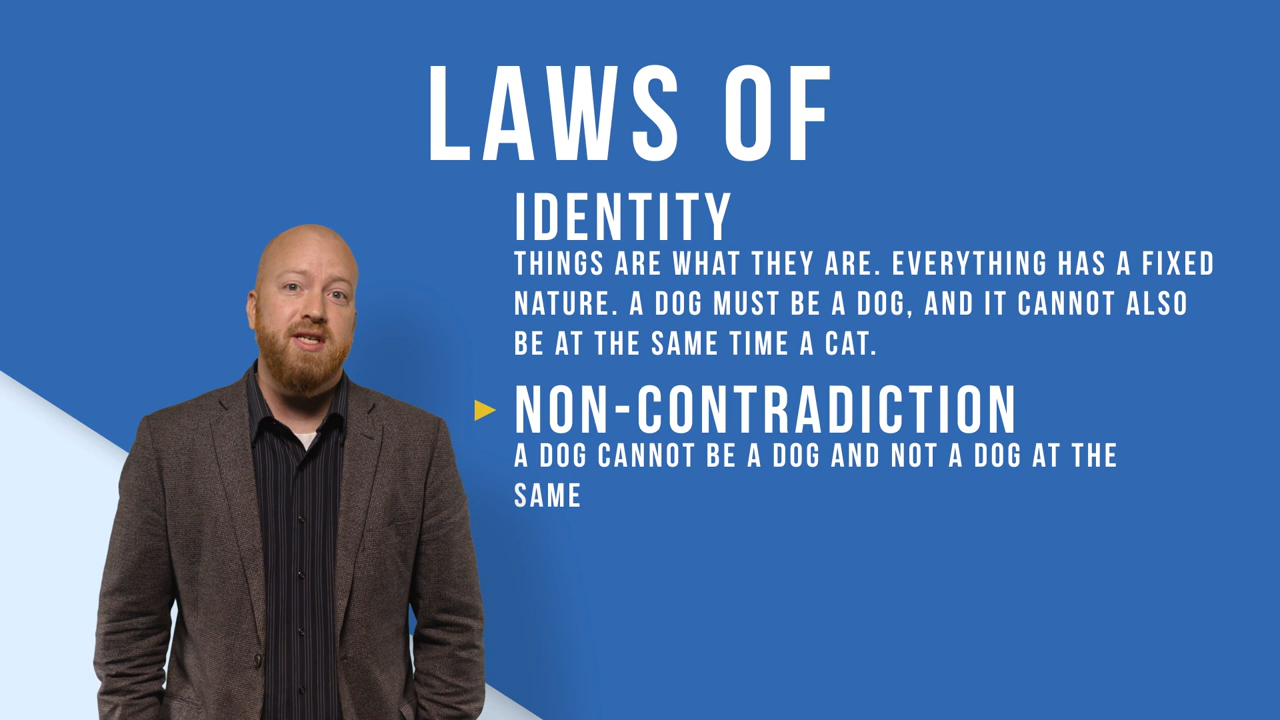 LAWS OF
IDENTITY
THINGS ARE WHAT THEY ARE. EVERYTHING HAS A FIXED
NATURE. A DOG MUST BE A DOG, AND IT CANNOT ALSO
BE AT THE SAME TIME A CAT.
NON-CONTRADICTION
A DOG CANNOT BE A DOG AND NOT A DOG AT THE
SAME